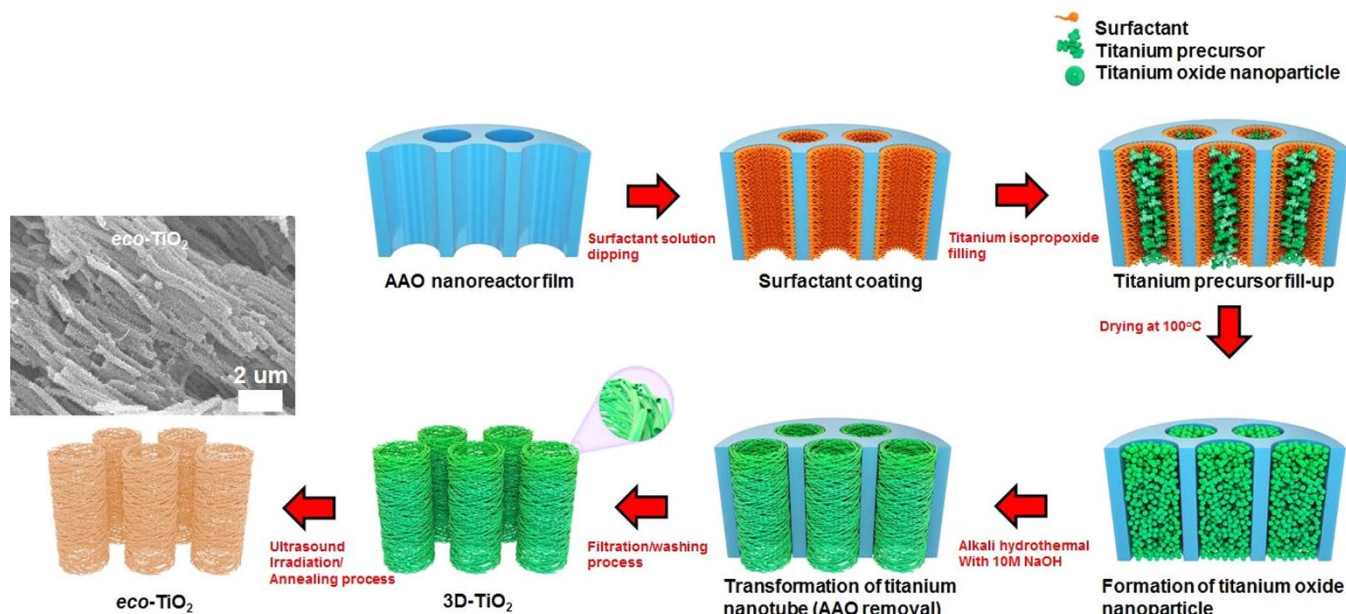 Surfactant
Titanium precursor
Titanium oxide nanoparticle
Surfactant solution
dipping
Titanium isopropoxide
filling
AAO nanoreactor film
Surfactant coating
Titanium precursor fill-up
Drying at 100°C
eco-TiO₂
2 um
Ultrasound
Irradiation/
Annealing process
Filtration/washing
process
Alkali hydrothermal
With 10M NaOH
eco-TiO₂
3D-TiO₂
Transformation of titanium
nanotube (AAO removal)
Formation of titanium oxide
nanoparticle